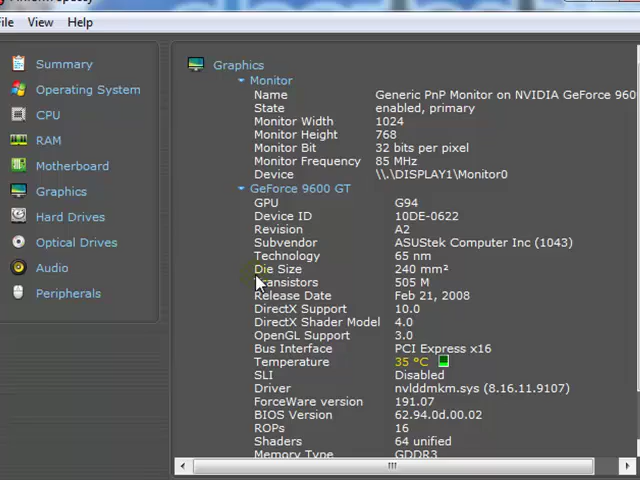 File View Help
Summary
Operating System
CPU
RAM
Motherboard
Graphics
Hard Drives
Optical Drives
Audio
Peripherals
Graphics
Monitor
Name Generic PnP Monitor on NVIDIA GeForce 960
State enabled, primary
Monitor Width 1024
Monitor Height 768
Monitor Bit 32 bits per pixel
Monitor Frequency 85 MHz
Device \\.\DISPLAY1\Monitor0
GeForce 9600 GT
GPU G94
Device ID 10DE-0622
Revision A2
Subvendor ASUStek Computer Inc (1043)
Technology 65 nm
Die Size 240 mm²
Transistors 505 M
Release Date Feb 21, 2008
DirectX Support 10.0
DirectX Shader Model 4.0
OpenGL Support 3.0
Bus Interface PCI Express x16
Temperature 35 °C
SLI Disabled
Driver nvlddmkm.sys (8.16.11.9107)
ForceWare version 191.07
BIOS Version 62.94.0d.00.02
ROPs 16
Shaders 64 unified
Memory Type GDDR3